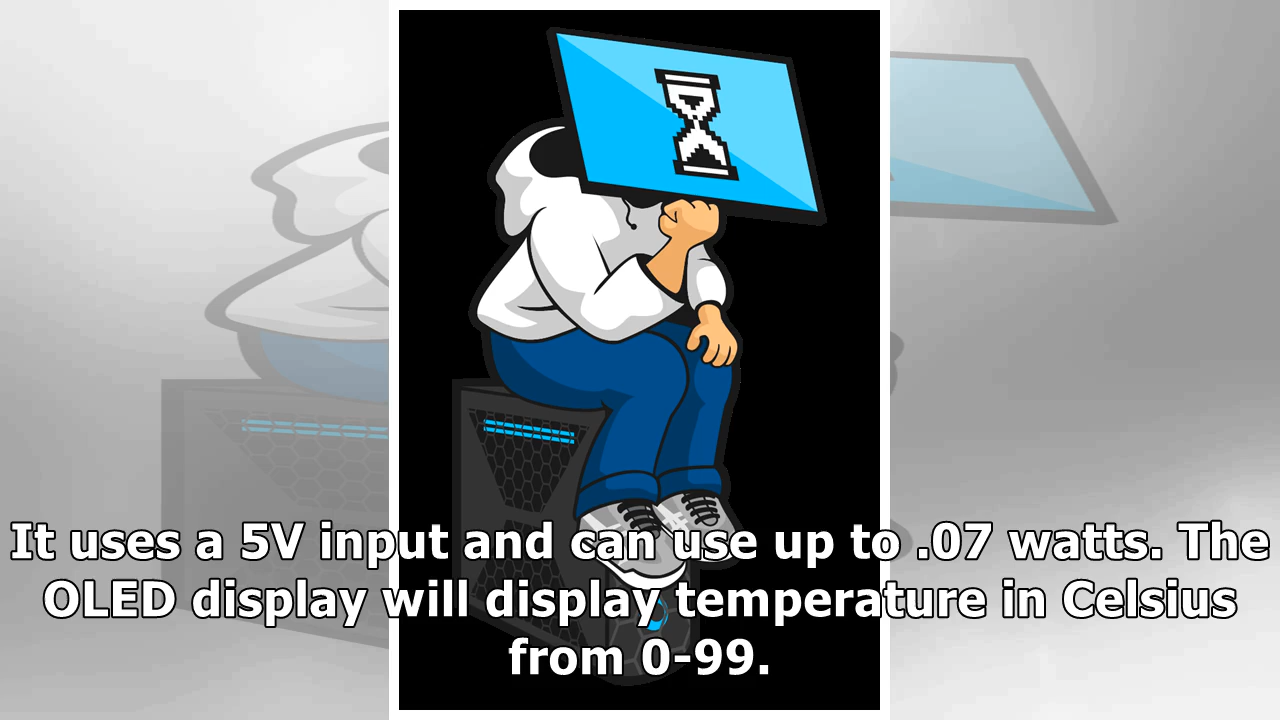 It uses a 5V input and can use up to .07 watts. The
OLED display will display temperature in Celsius
from 0-99.